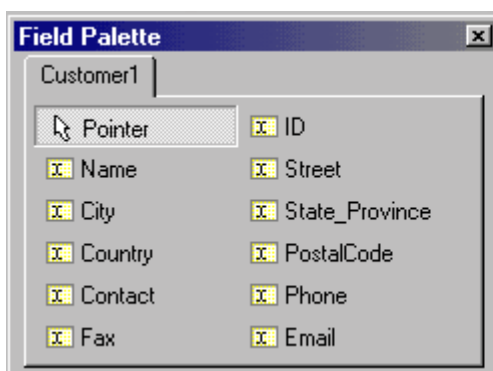 Field Palette
Customer1
Pointer ID
Name Street
City State_Province
Country PostalCode
Contact Phone
Fax Email